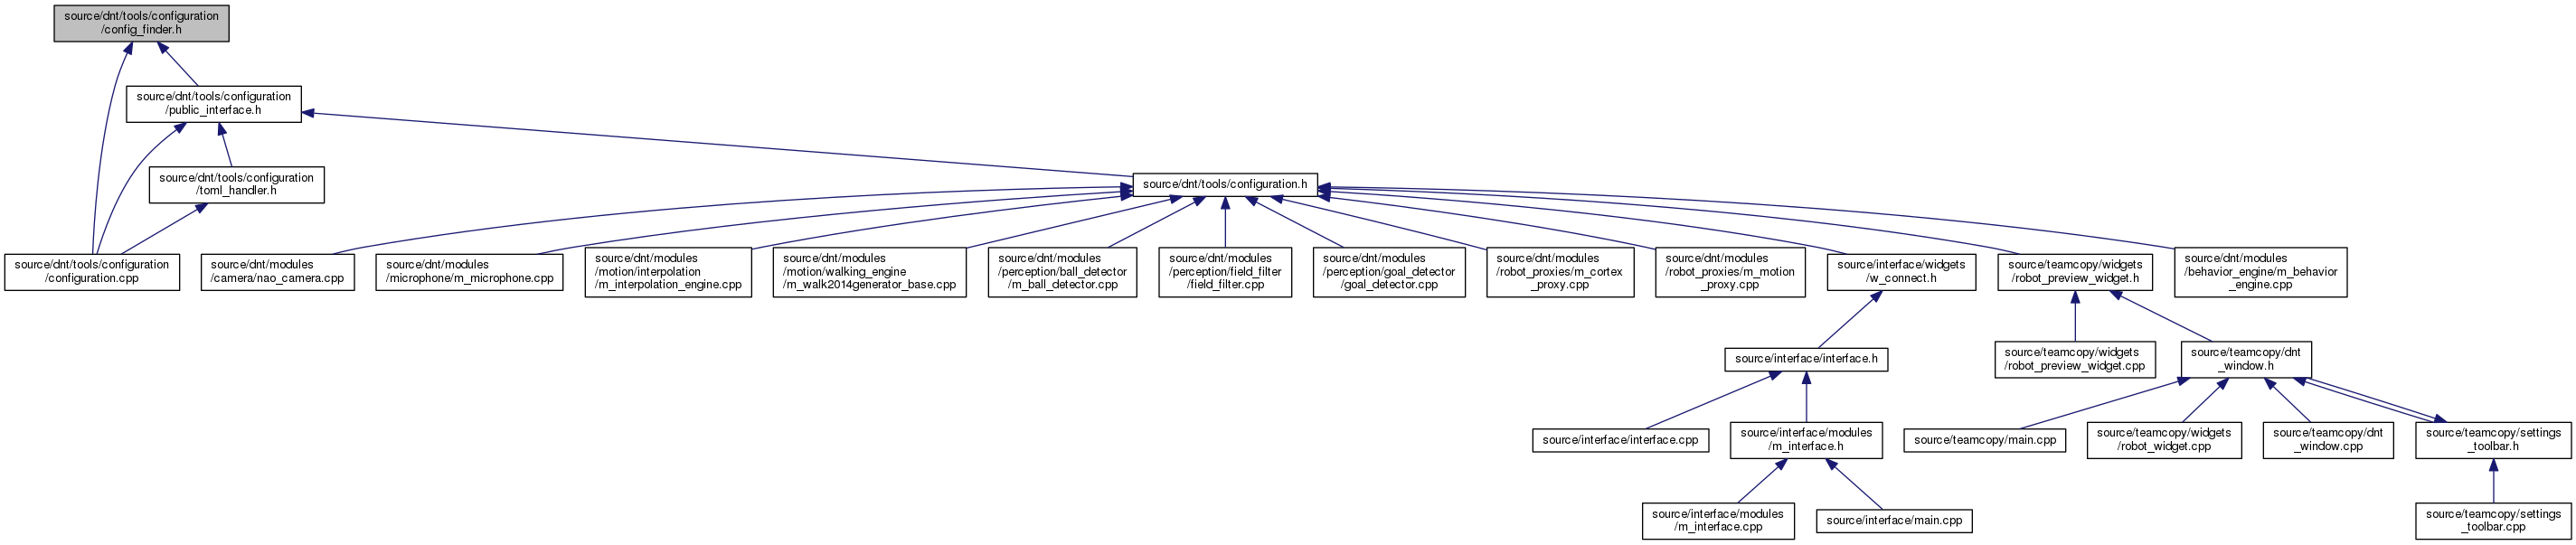 source/dnt/tools/configuration
/config_finder.h
source/dnt/tools/configuration
/public_interface.h
source/dnt/tools/configuration
/toml_handler.h
source/dnt/tools/configuration.h
source/dnt/tools/configuration
/configuration.cpp
source/dnt/modules
/camera/nao_camera.cpp
source/dnt/modules
/microphone/m_microphone.cpp
source/dnt/modules
/motion/interpolation
/m_interpolation_engine.cpp
source/dnt/modules
/motion/walking_engine
/m_walk2014generator_base.cpp
source/dnt/modules
/perception/ball_detector
/m_ball_detector.cpp
source/dnt/modules
/perception/field_filter
/field_filter.cpp
source/dnt/modules
/perception/goal_detector
/goal_detector.cpp
source/dnt/modules
/robot_proxies/m_cortex
_proxy.cpp
source/dnt/modules
/robot_proxies/m_motion
_proxy.cpp
source/interface/widgets
/w_connect.h
source/teamcopy/widgets
/robot_preview_widget.h
source/dnt/modules
/behavior_engine/m_behavior
_engine.cpp
source/interface/interface.h
source/teamcopy/widgets
/robot_preview_widget.cpp
source/teamcopy/dnt
_window.h
source/interface/interface.cpp
source/interface/modules
/m_interface.h
source/teamcopy/main.cpp
source/teamcopy/widgets
/robot_widget.cpp
source/teamcopy/dnt
_window.cpp
source/teamcopy/settings
_toolbar.h
source/interface/modules
/m_interface.cpp
source/interface/main.cpp
source/teamcopy/settings
_toolbar.cpp